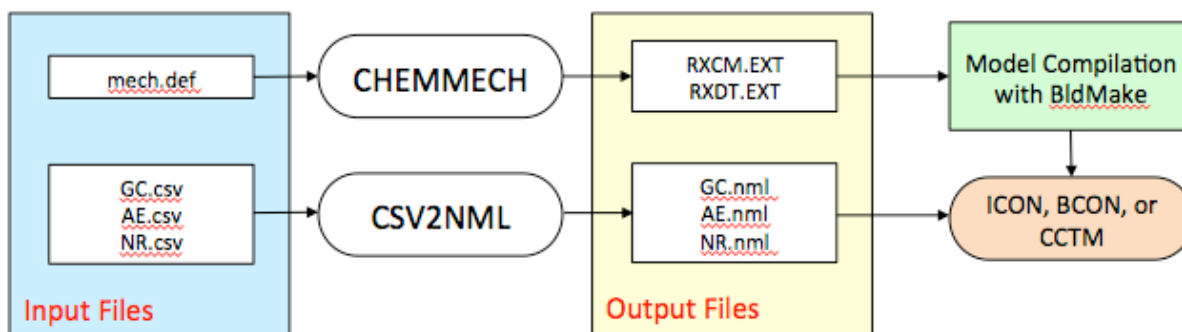 mech.def
CHEMMECH
RXCM.EXT
RXDT.EXT
Model Compilation
with BldMake
GC.csv
AE.csv
NR.csv
CSV2NML
GC.nml
AE.nml
NR.nml
ICON, BCON, or
CCTM
Input Files
Output Files